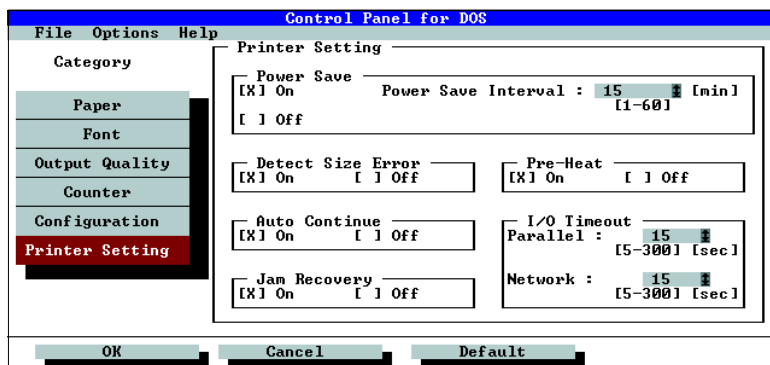 Control Panel for DOS
File Options Help
Category
Paper
Font
Output Quality
Counter
Configuration
Printer Setting
Printer Setting
Power Save
[X] On Power Save Interval : 15 [min]
[1-60]
[ ] Off
Detect Size Error
[X] On [ ] Off
Pre-Heat
[X] On [ ] Off
Auto Continue
[X] On [ ] Off
I/O Timeout
Parallel : 15
[5-300] [sec]
Jam Recovery
[X] On [ ] Off
Network : 15
[5-300] [sec]
OK Cancel Default